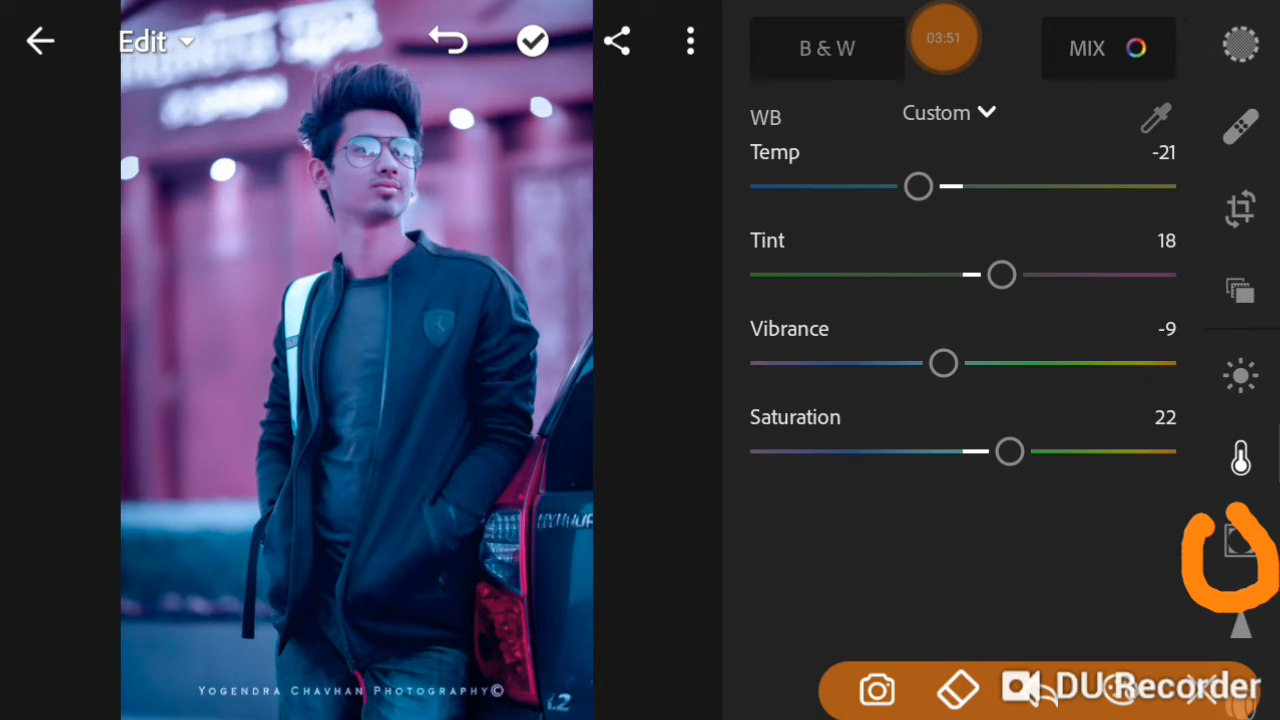 Edit
B & W
03:51
MIX
WB
Custom
Temp
-21
Tint
18
Vibrance
-9
Saturation
22
YOGENDRA CHAVHAN PHOTOGRAPHY©
DU Recorder